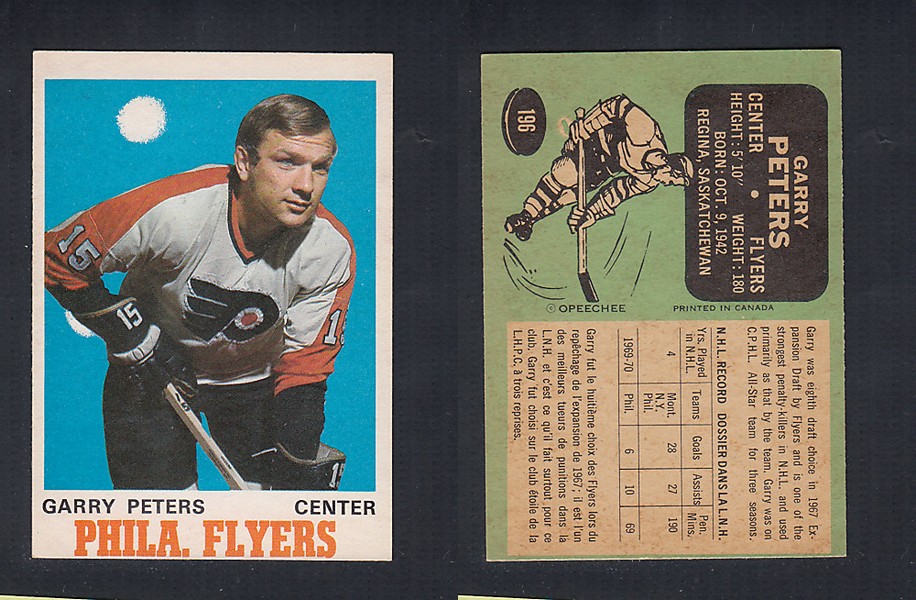 15
15
15
15
GARRY PETERS CENTER
PHILA. FLYERS
196
GARRY
PETERS
CENTER • FLYERS
HEIGHT: 5'10" WEIGHT: 180
BORN: OCT. 9, 1942
REGINA, SASKATCHEWAN
© OPEECHEE PRINTED IN CANADA
Garry was eighth draft choice in 1967 Ex-
pansion Draft by Flyers and is one of the
strongest penalty-killers in N.H.L. and used
primarily as that by the team. Garry was on
C.P.H.L. All-Star team for three seasons.
N.H.L. RECORD DOSSIER DANS LA L.N.H.
Yrs. Played in N.H.L. Teams Goals Assists Pen. Mins.
4 Mont. N.Y. Phil. 28 27 190
1969-70 Phil. 6 10 69
Garry fut le huitième choix des Flyers lors du
repêchage de l'expansion de 1967; il est l'un
des meilleurs tueurs de punitions dans la
L.N.H. et c'est ce qu'il fait surtout pour ce
club. Garry fut choisi sur le club étoile de la
L.H.P.C. à trois reprises.